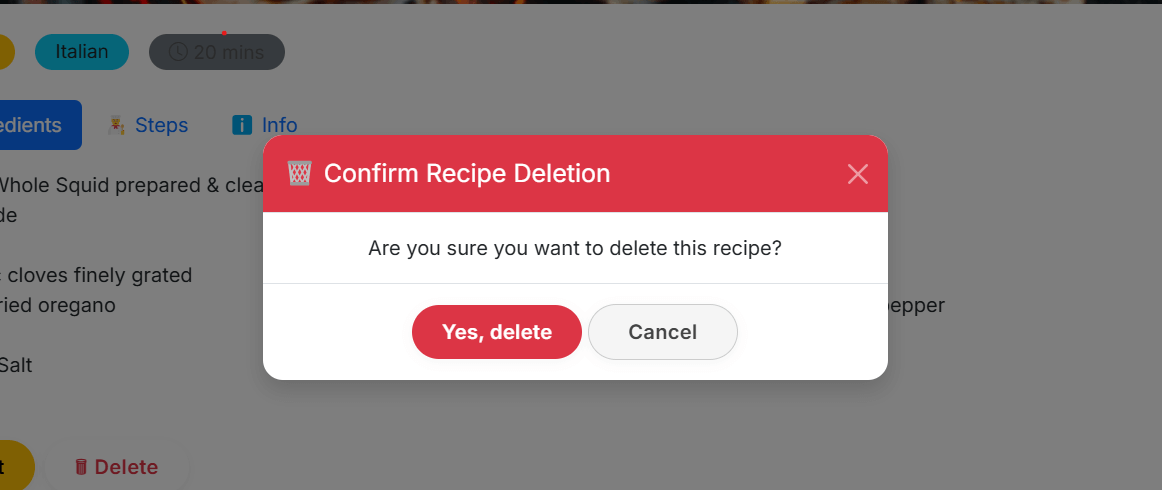 Italian
20 mins
edients
Steps
Info
Confirm Recipe Deletion
Whole Squid prepared & clea
de
Are you sure you want to delete this recipe?
cloves finely grated
ried oregano
epper
Yes, delete
Cancel
Salt
t
Delete